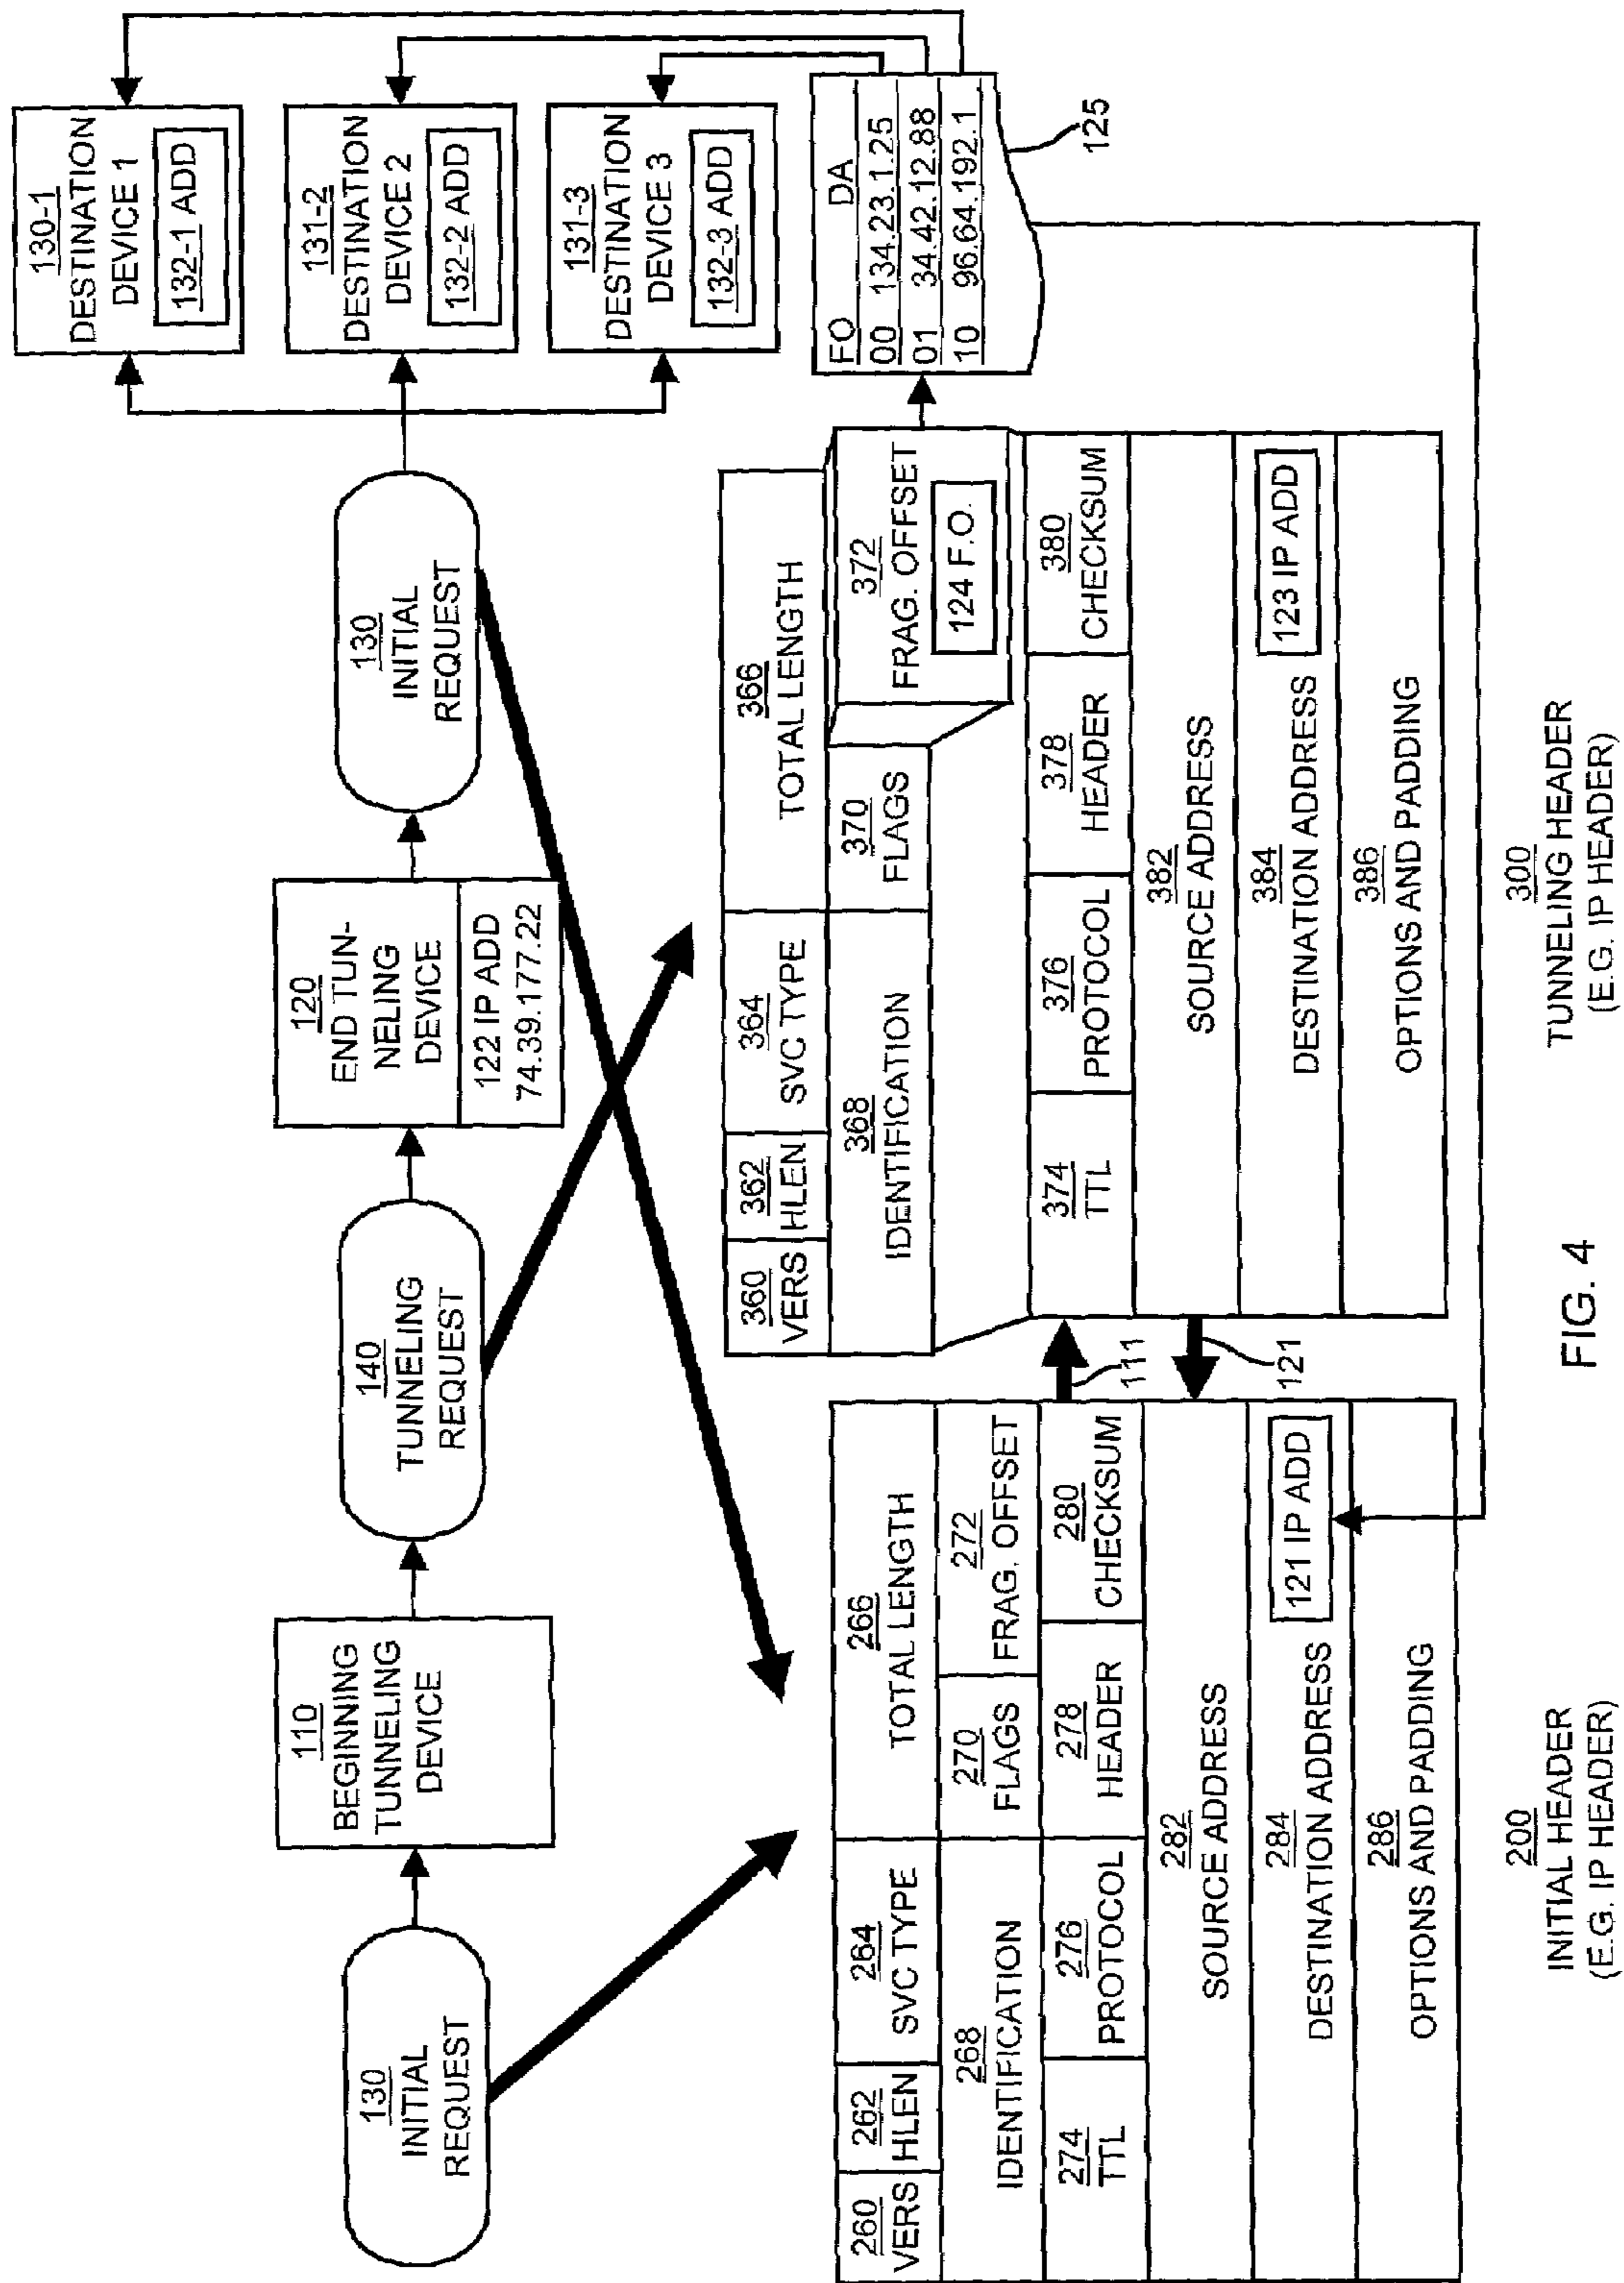 130
INITIAL
REQUEST
110
BEGINNING
TUNNELING
DEVICE
140
TUNNELING
REQUEST
120
END TUN-
NELING
DEVICE
122 IP ADD
74.39.177.22
130
INITIAL
REQUEST
130-1
DESTINATION
DEVICE 1
132-1 ADD
131-2
DESTINATION
DEVICE 2
132-2 ADD
131-3
DESTINATION
DEVICE 3
132-3 ADD
FO DA
00 134.23.1.25
01 34.42.12.88
10 96.64.192.1
125
260
VERS
262
HLEN
264
SVC TYPE
266
TOTAL LENGTH
268
IDENTIFICATION
270
FLAGS
272
FRAG. OFFSET
274
TTL
276
PROTOCOL
278
HEADER
280
CHECKSUM
282
SOURCE ADDRESS
284
DESTINATION ADDRESS
121 IP ADD
286
OPTIONS AND PADDING
200
INITIAL HEADER
(E.G. IP HEADER)
111
121
360
VERS
362
HLEN
364
SVC TYPE
366
TOTAL LENGTH
368
IDENTIFICATION
370
FLAGS
372
FRAG. OFFSET
124 F.O.
374
TTL
376
PROTOCOL
378
HEADER
380
CHECKSUM
382
SOURCE ADDRESS
384
DESTINATION ADDRESS
123 IP ADD
386
OPTIONS AND PADDING
300
TUNNELING HEADER
(E.G. IP HEADER)
FIG. 4